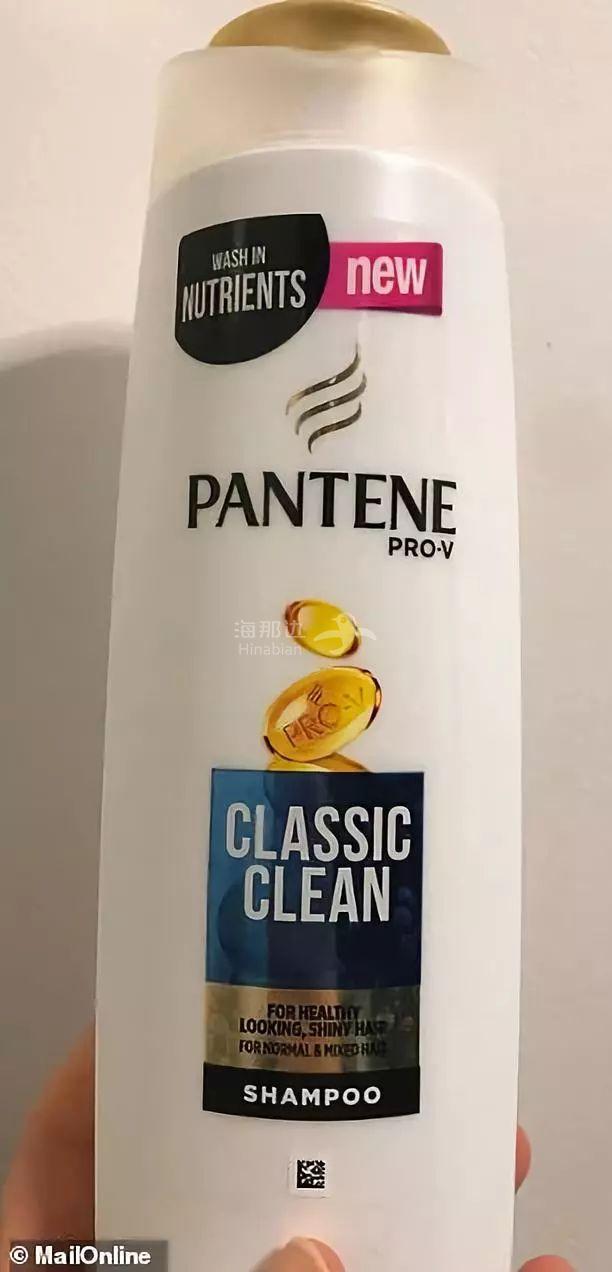 WASH IN
NUTRIENTS
new
PANTENE
PRO-V
海那边
Hinabian
PRO-V
CLASSIC
CLEAN
FOR HEALTHY
LOOKING, SHINY HAIR
FOR NORMAL & MIXED HAIR
SHAMPOO
© MailOnline